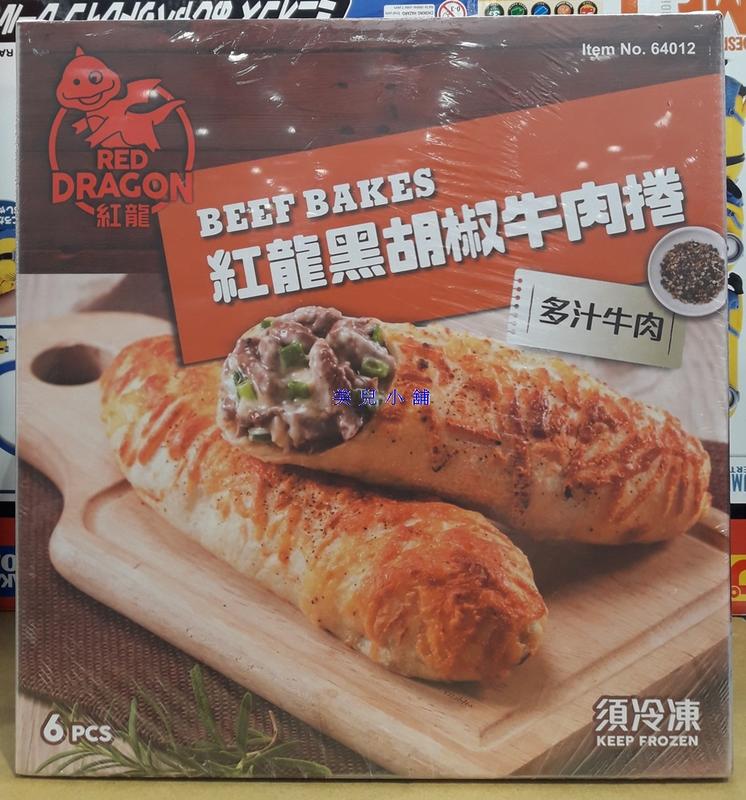 Item No. 64012
RED
DRAGON
紅龍
BEEF BAKES
紅龍黑胡椒牛肉捲
多汁牛肉
美兒小舖
6 PCS
須冷凍
KEEP FROZEN